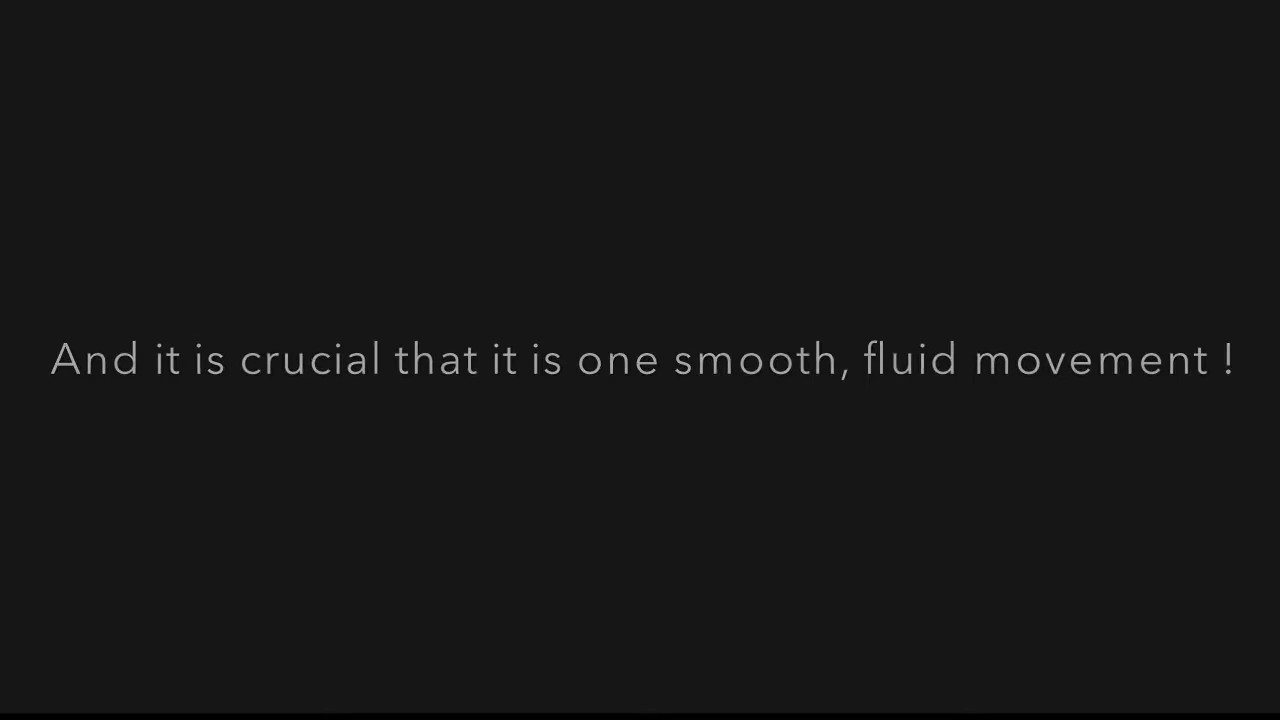 And it is crucial that it is one smooth, fluid movement !